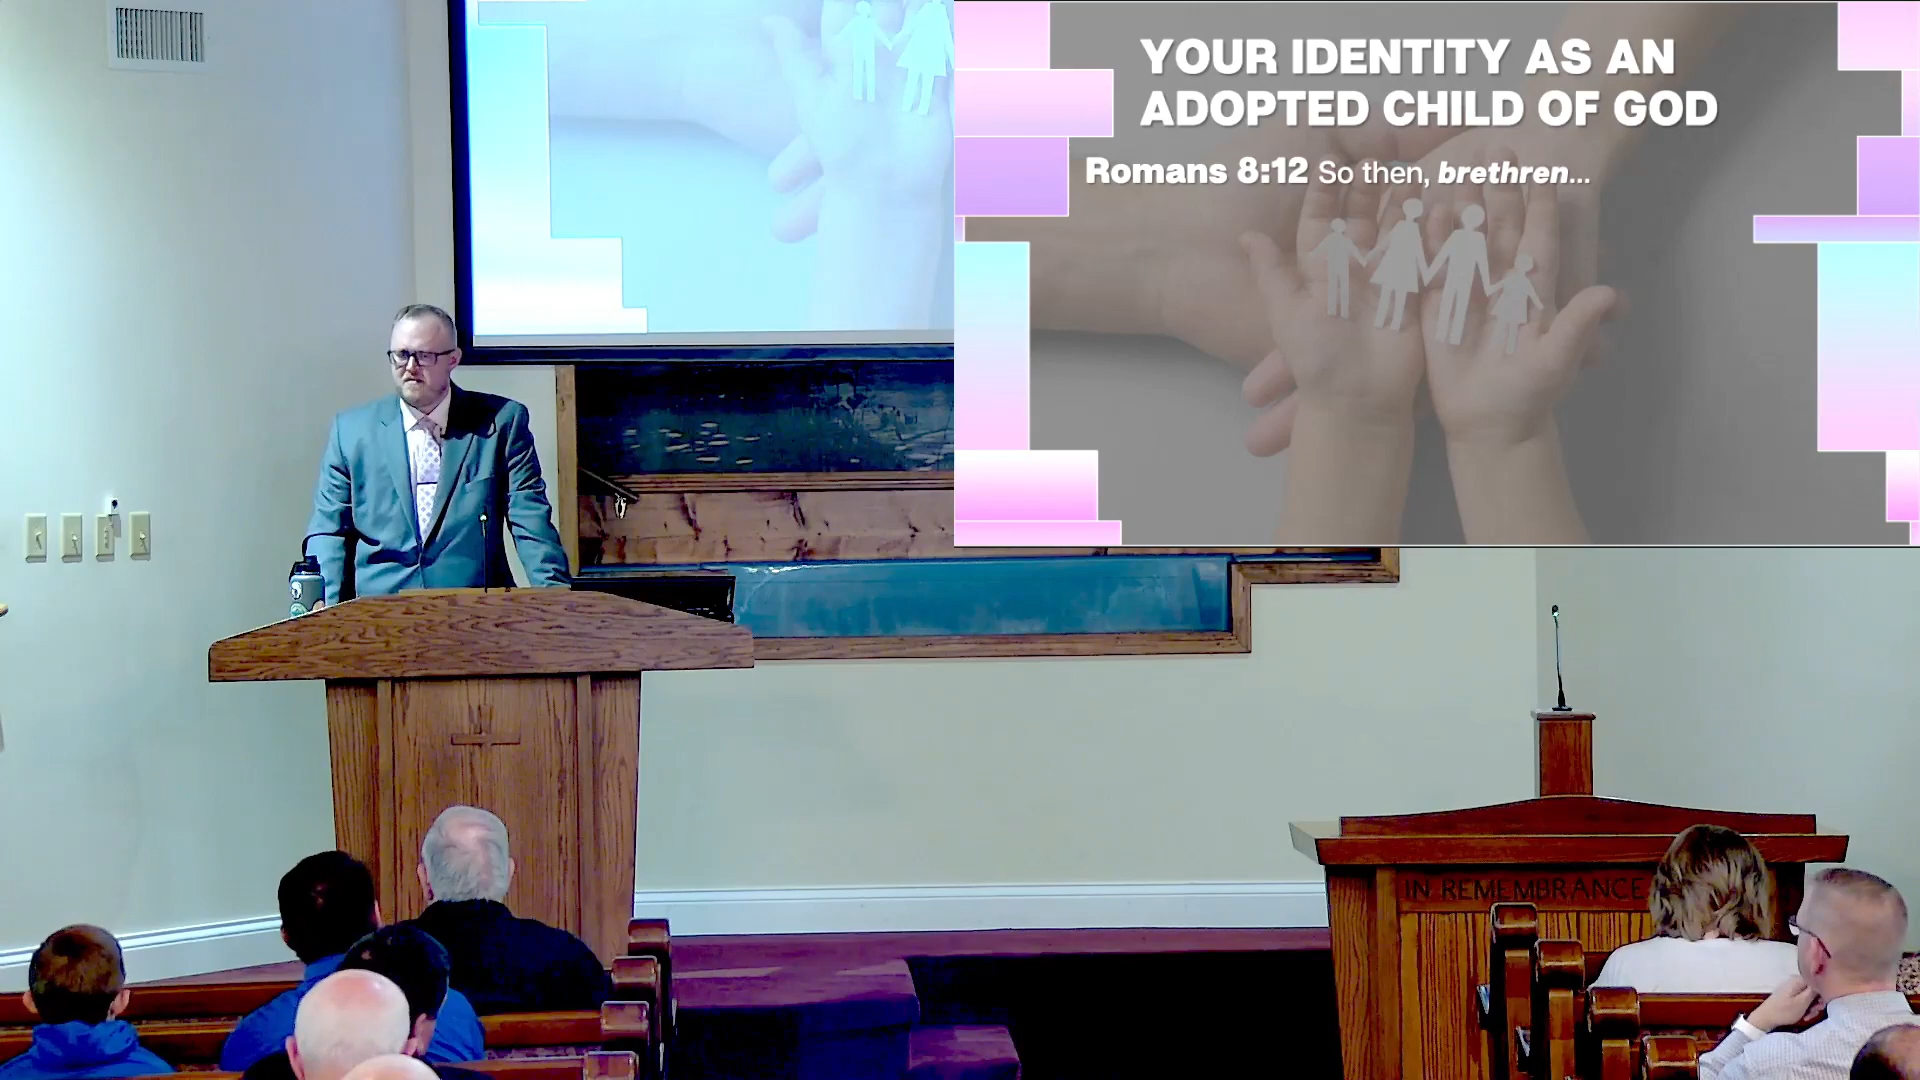 YOUR IDENTITY AS AN
ADOPTED CHILD OF GOD
Romans 8:12 So then, brethren...
IN REMEMBRANCE